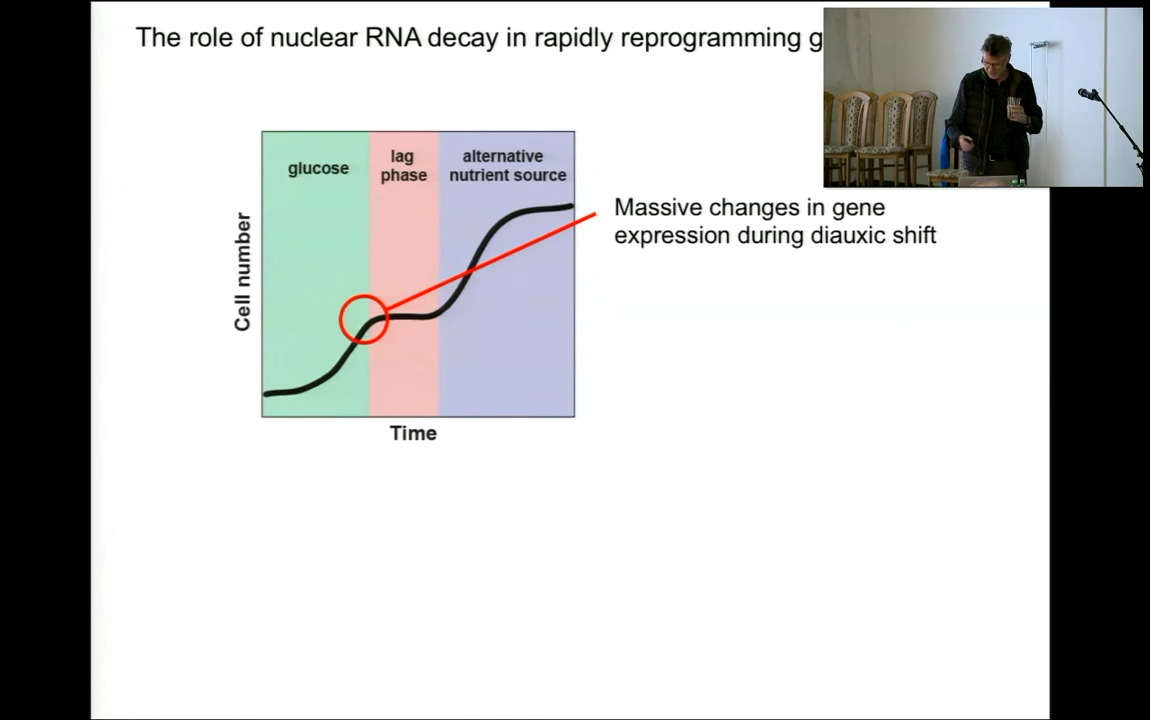 The role of nuclear RNA decay in rapidly reprogramming
glucose
lag
phase
alternative
nutrient source
Cell number
Time
Massive changes in gene
expression during diauxic shift